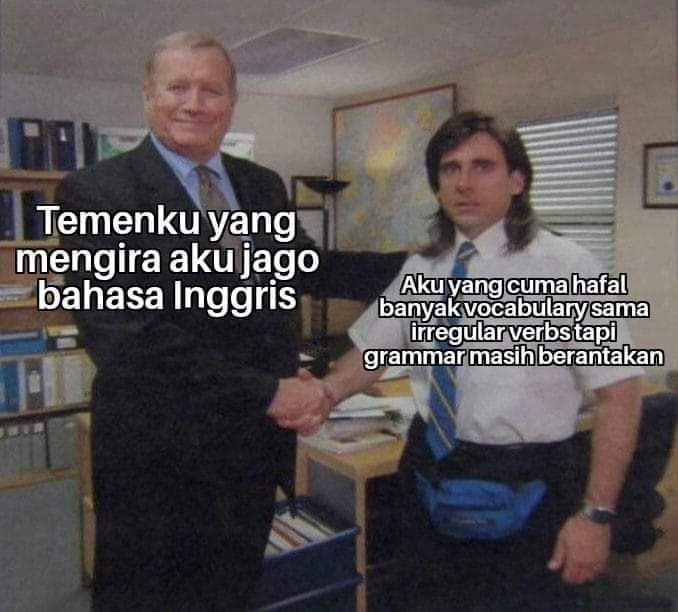 Temenku yang
mengira aku jago
bahasa Inggris
Aku yang cuma hafal
banyak vocabulary sama
irregular verbs tapi
grammar masih berantakan